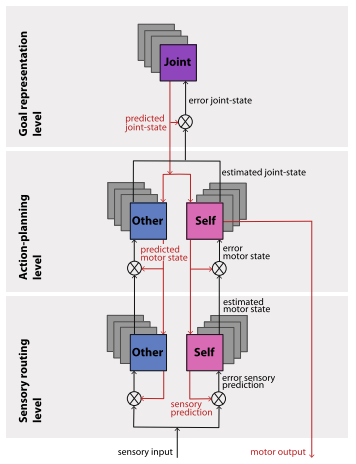 Goal representation
level
Joint
error joint-state
predicted
joint-state
estimated joint-state
Action-planning
level
Other
Self
predicted
motor state
error
motor state
estimated
motor state
Sensory routing
level
Other
Self
error sensory
prediction
sensory
prediction
sensory input
motor output